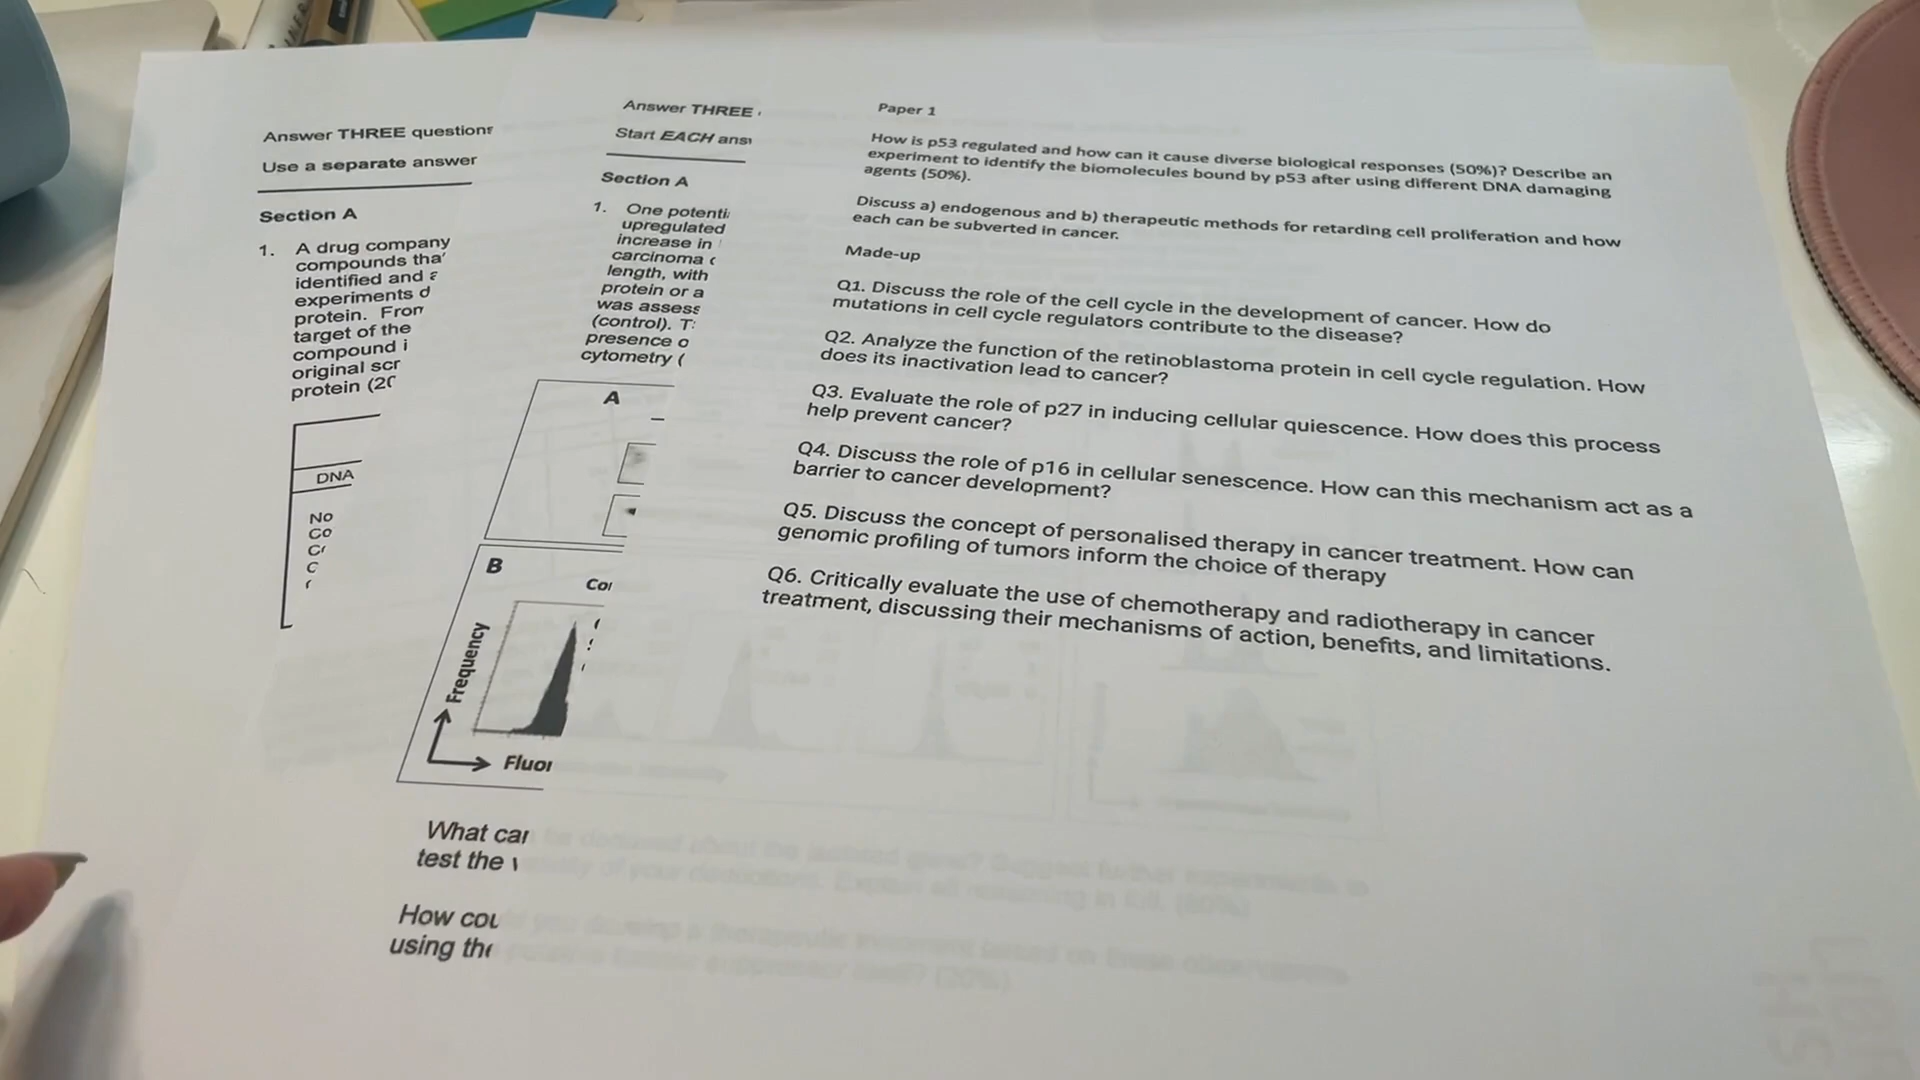 Answer THREE questions
Use a separate answer
Section A
1. A drug company
compounds tha
identified and
experiments d
protein. From
target of the
compound i
original scr
protein (20
DNA
No
Co
C
C
Answer THREE
Start EACH answ
Section A
1. One potenti
upregulated
increase in
carcinoma
length, with
protein or a
was assess
(control). T
presence o
cytometry (
A
B
Cor
Frequency
Fluor
What can
test the v
How cou
using the
Paper 1
How is p53 regulated and how can it cause diverse biological responses (50%)? Describe an
experiment to identify the biomolecules bound by p53 after using different DNA damaging
agents (50%).
Discuss a) endogenous and b) therapeutic methods for retarding cell proliferation and how
each can be subverted in cancer.
Made-up
Q1. Discuss the role of the cell cycle in the development of cancer. How do
mutations in cell cycle regulators contribute to the disease?
Q2. Analyze the function of the retinoblastoma protein in cell cycle regulation. How
does its inactivation lead to cancer?
Q3. Evaluate the role of p27 in inducing cellular quiescence. How does this process
help prevent cancer?
Q4. Discuss the role of p16 in cellular senescence. How can this mechanism act as a
barrier to cancer development?
Q5. Discuss the concept of personalised therapy in cancer treatment. How can
genomic profiling of tumors inform the choice of therapy
Q6. Critically evaluate the use of chemotherapy and radiotherapy in cancer
treatment, discussing their mechanisms of action, benefits, and limitations.